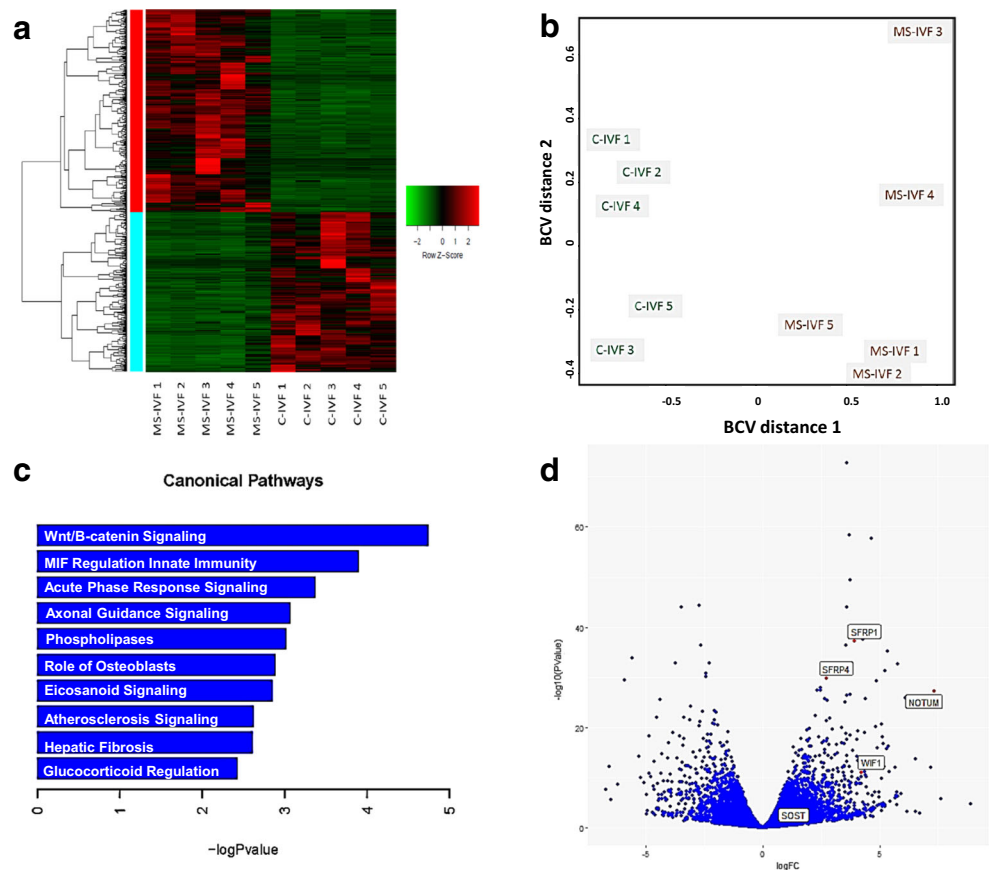 a
-2 -1 0 1 2
Row Z-Score
MS-IVF 1
MS-IVF 2
MS-IVF 3
MS-IVF 4
MS-IVF 5
C-IVF 1
C-IVF 2
C-IVF 3
C-IVF 4
C-IVF 5
b
BCV distance 2
0.6
0.4
0.2
0
-0.2
-0.4
MS-IVF 3
C-IVF 1
C-IVF 2
MS-IVF 4
C-IVF 4
C-IVF 5
MS-IVF 5
C-IVF 3
MS-IVF 1
MS-IVF 2
-0.5 0 0.5 1.0
BCV distance 1
c
Canonical Pathways
Wnt/B-catenin Signaling
MIF Regulation Innate Immunity
Acute Phase Response Signaling
Axonal Guidance Signaling
Phospholipases
Role of Osteoblasts
Eicosanoid Signaling
Atherosclerosis Signaling
Hepatic Fibrosis
Glucocorticoid Regulation
0 1 2 3 4 5
-logPvalue
d
-log10(PValue)
60
40
20
0
SFRP1
SFRP4
NOTUM
WIF1
SOST
-5 0 5
logFC